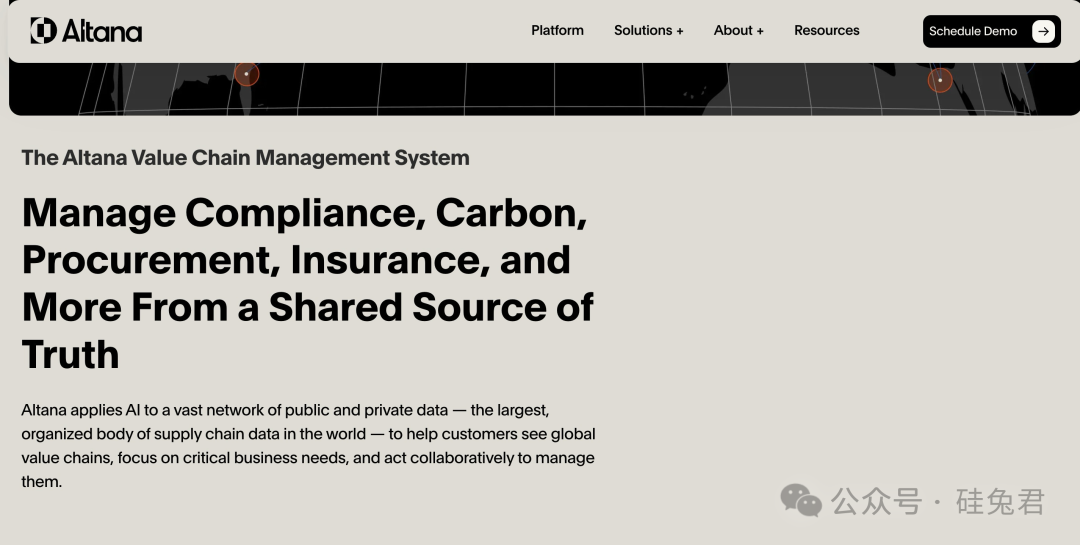 Altana
Platform
Solutions +
About +
Resources
Schedule Demo
The Altana Value Chain Management System
Manage Compliance, Carbon,
Procurement, Insurance, and
More From a Shared Source of
Truth
Altana applies AI to a vast network of public and private data — the largest,
organized body of supply chain data in the world — to help customers see global
value chains, focus on critical business needs, and act collaboratively to manage
them.
公众号 · 硅兔君